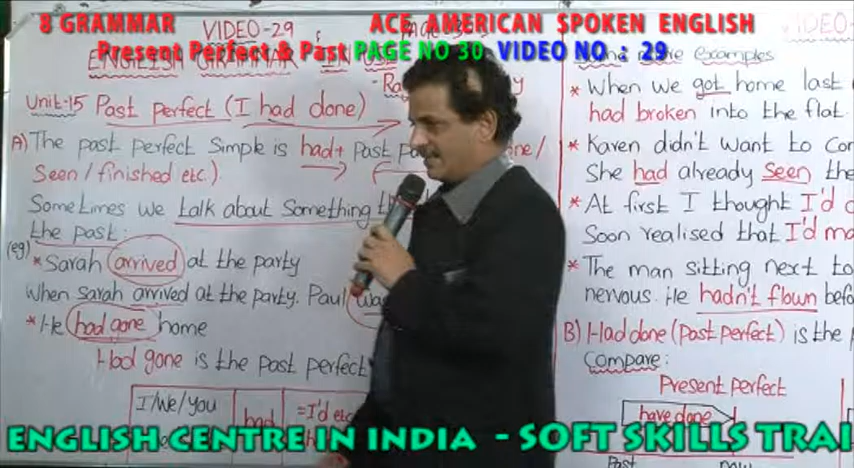 8 GRAMMAR
ACE AMERICAN SPOKEN ENGLISH
Present Perfect & Past PAGE NO 30 VIDEO NO : 29
VIDEO-29
ENGLISH GRAMMAR IN USE
Unit-15 Past perfect (I had done)
A) The past perfect Simple is had+ Past
Seen / finished etc).
Sometimes we talk about Something
the past:
(eg)
* Sarah arrived at the party
when sarah arrived at the party. Paul
* He had gone home
Had gone is the past perfect
I/we/you
had
=I'd etc
more examples
* When we got home last
had broken into the flat.
* Karen didn't want to
She had already seen the
* At first I thought I'd
Soon realised that I'd
* The man sitting next to
nervous. He hadn't flown
B) Had done (past perfect) is the
Compare:
Present perfect
have done
Past now
ENGLISH CENTRE IN INDIA - SOFT SKILLS TRAI